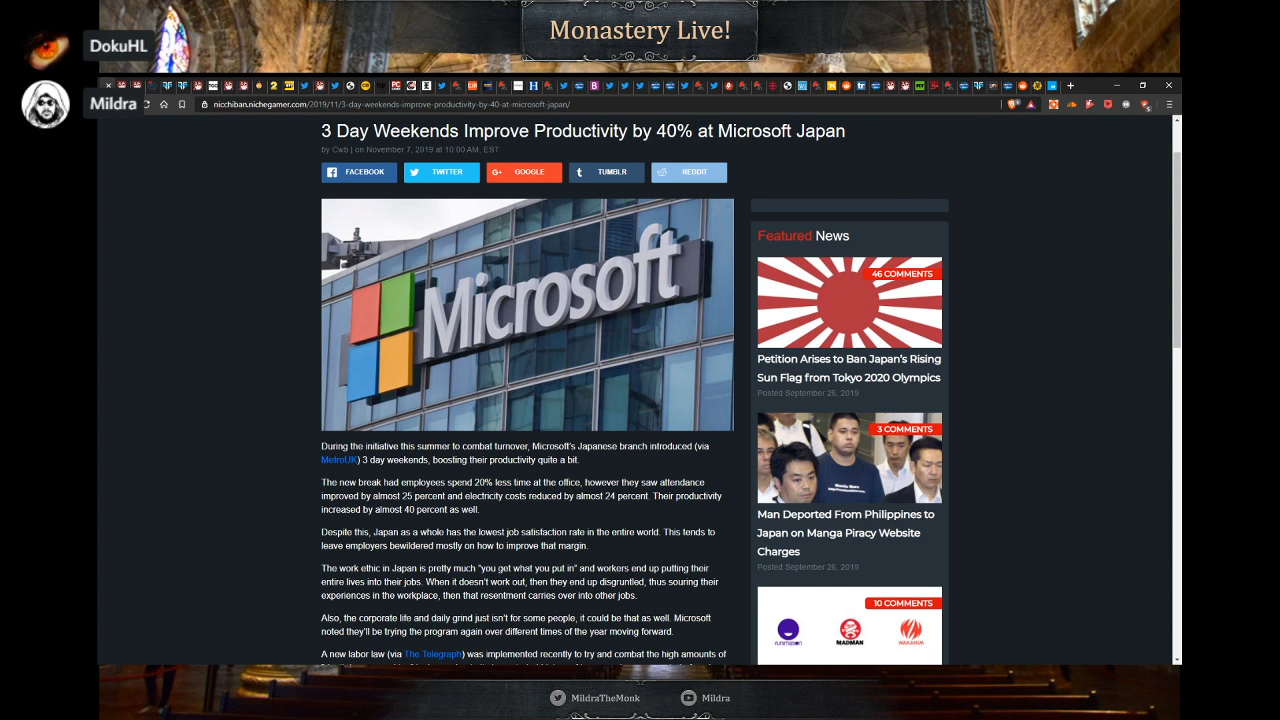 Monastery Live!
DokuHL
Mildra
nicchiban.nichegamer.com/2019/11/3-day-weekends-improve-productivity-by-40-at-microsoft-japan/
3 Day Weekends Improve Productivity by 40% at Microsoft Japan
by Cwb | on November 7, 2019 at 10:00 AM, EST
FACEBOOK
TWITTER
GOOGLE
TUMBLR
REDDIT
Microsoft
During the initiative this summer to combat turnover, Microsoft's Japanese branch introduced (via
MetroUK) 3 day weekends, boosting their productivity quite a bit.
The new break had employees spend 20% less time at the office, however they saw attendance
improved by almost 25 percent and electricity costs reduced by almost 24 percent. Their productivity
increased by almost 40 percent as well.
Despite this, Japan as a whole has the lowest job satisfaction rate in the entire world. This tends to
leave employers bewildered mostly on how to improve that margin.
The work ethic in Japan is pretty much "you get what you put in" and workers end up putting their
entire lives into their jobs. When it doesn't work out, then they end up disgruntled, thus souring their
experiences in the workplace, then that resentment carries over into other jobs.
Also, the corporate life and daily grind just isn't for some people, it could be that as well. Microsoft
noted they'll be trying the program again over different times of the year moving forward.
A new labor law (via The Telegraph) was implemented recently to try and combat the high amounts of
Featured News
46 COMMENTS
Petition Arises to Ban Japan's Rising
Sun Flag from Tokyo 2020 Olympics
Posted September 26, 2019
3 COMMENTS
Man Deported From Philippines to
Japan on Manga Piracy Website
Charges
Posted September 26, 2019
10 COMMENTS
FUNIMATION
MADMAN
WAKANIM
MildraTheMonk
Mildra